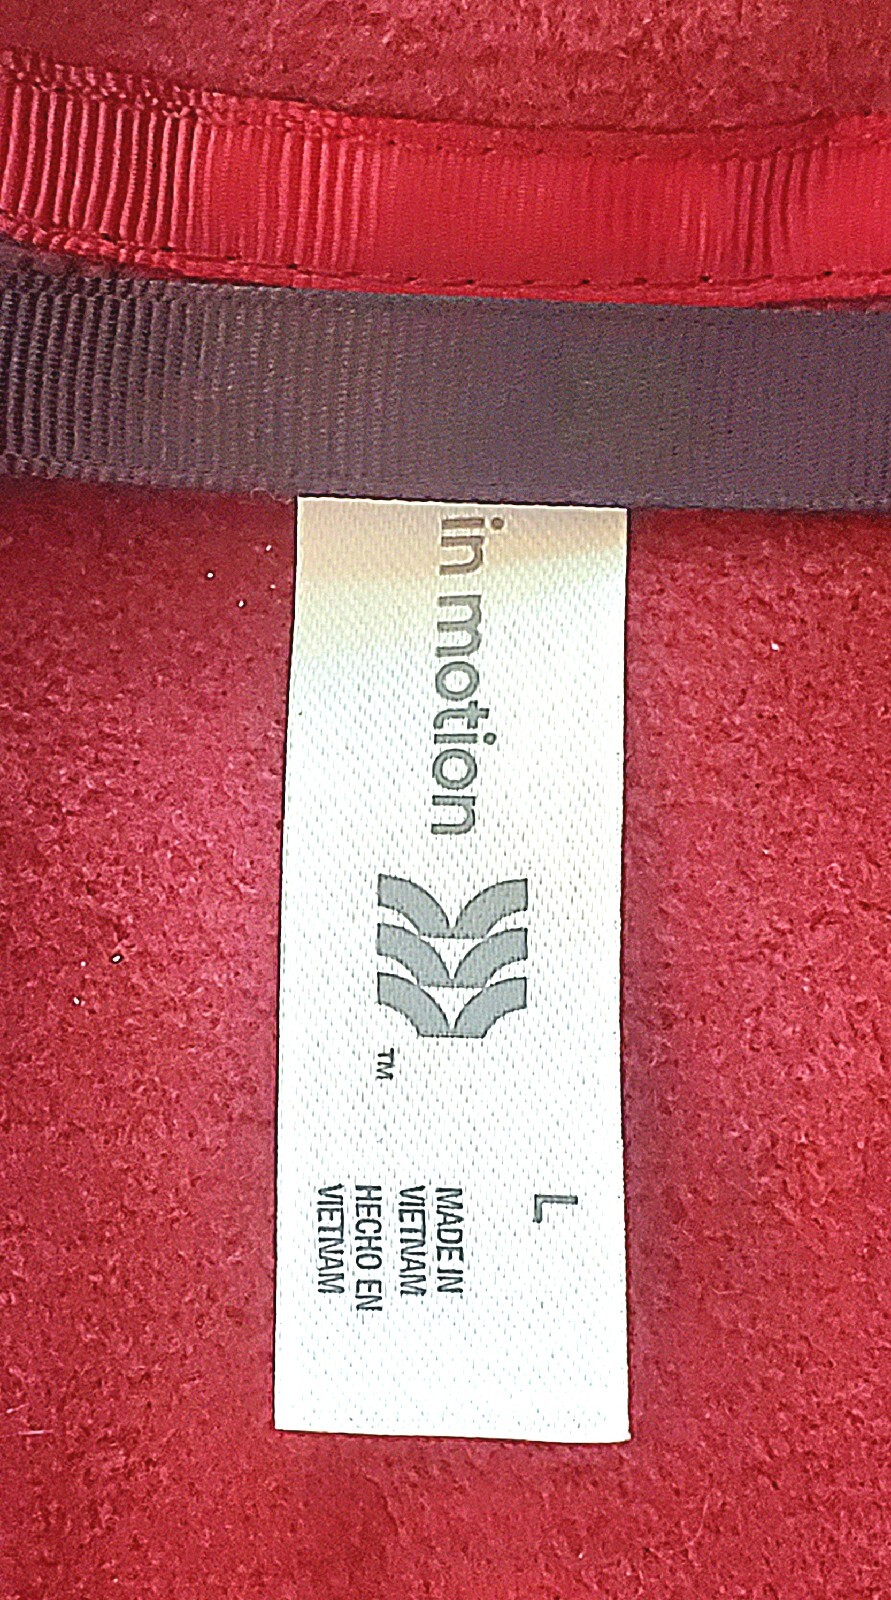 in motion
TM
L
MADE IN
VIETNAM
HECHO EN
VIETNAM